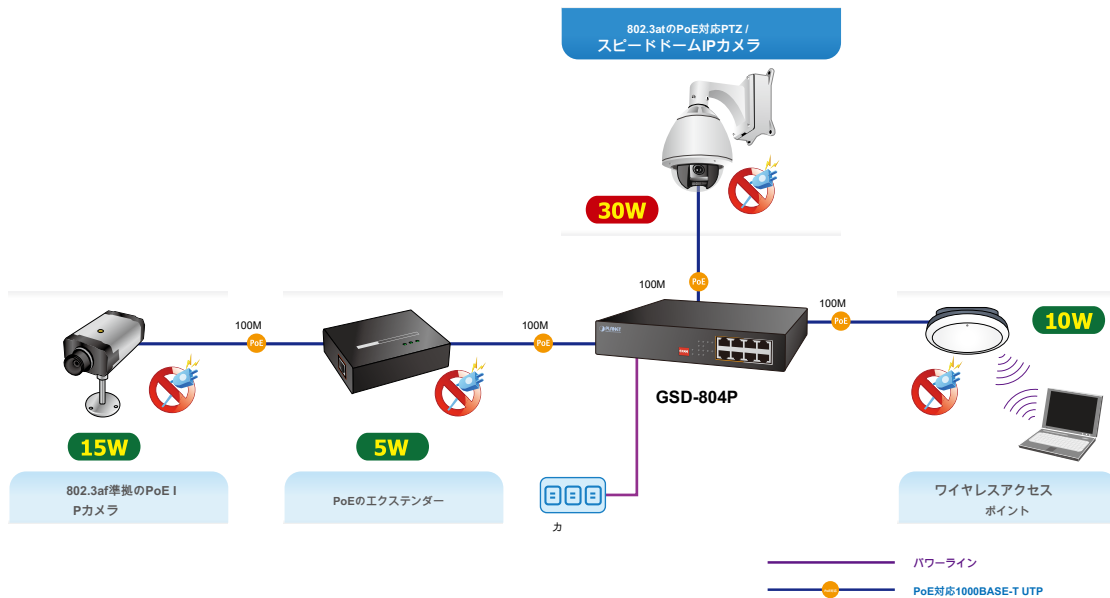 802.3atのPoE対応PTZ /
スピードドームIPカメラ
30W
PoE
100M
100M
PoE
10W
100M
PoE
100M
PoE
PLANET
GSD-804P
15W
5W
802.3af準拠のPoE I
Pカメラ
PoEのエクステンダー
ワイヤレスアクセス
ポイント
カ
パワーライン
PoE対応1000BASE-T UTP